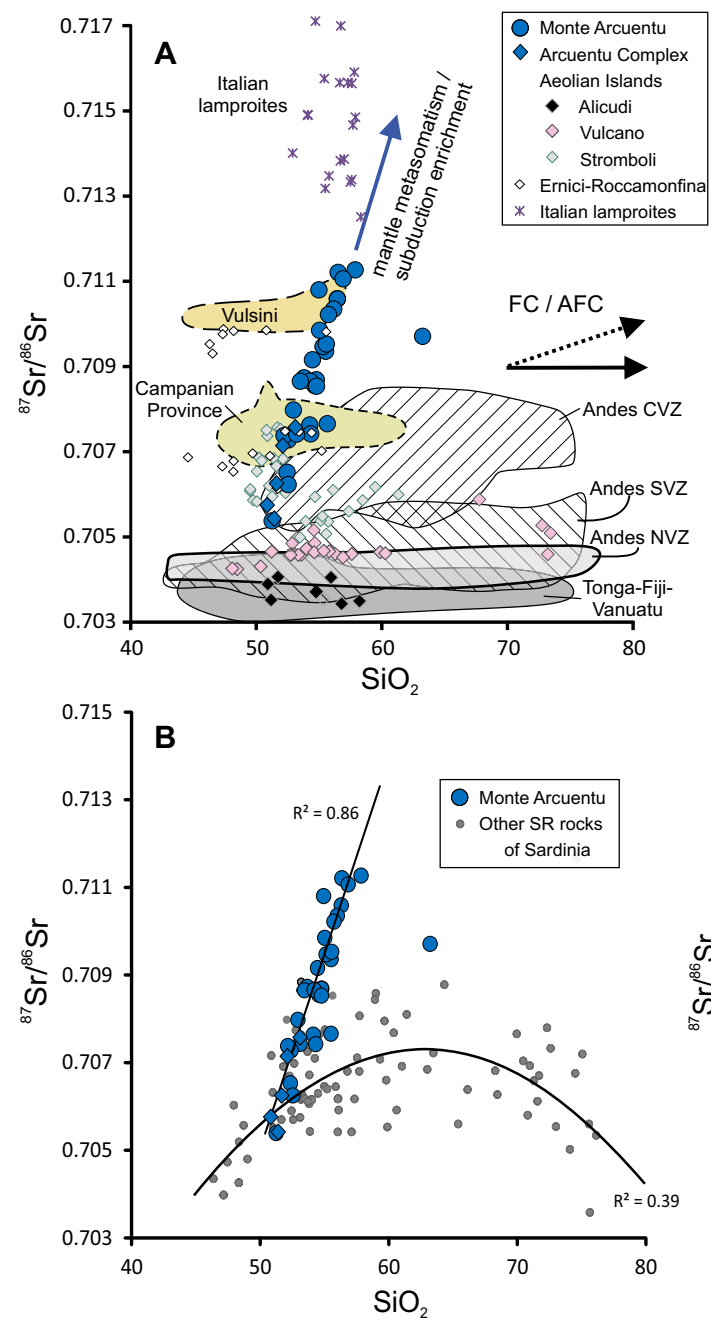 A
0.717
0.715
0.713
0.711
0.709
0.707
0.705
0.703
87Sr/86Sr
40
50
60
70
80
SiO2
Monte Arcuentu
Arcuentu Complex
Aeolian Islands
Alicudi
Vulcano
Stromboli
Ernici-Roccamonfina
Italian lamproites
Italian
lamproites
mantle metasomatism /
subduction enrichment
Vulsini
FC / AFC
Campanian
Province
Andes CVZ
Andes SVZ
Andes NVZ
Tonga-Fiji-
Vanuatu
B
0.715
0.713
0.711
0.709
0.707
0.705
0.703
87Sr/86Sr
40
50
60
70
80
SiO2
R2 = 0.86
Monte Arcuentu
Other SR rocks
of Sardinia
R2 = 0.39
87Sr/86Sr